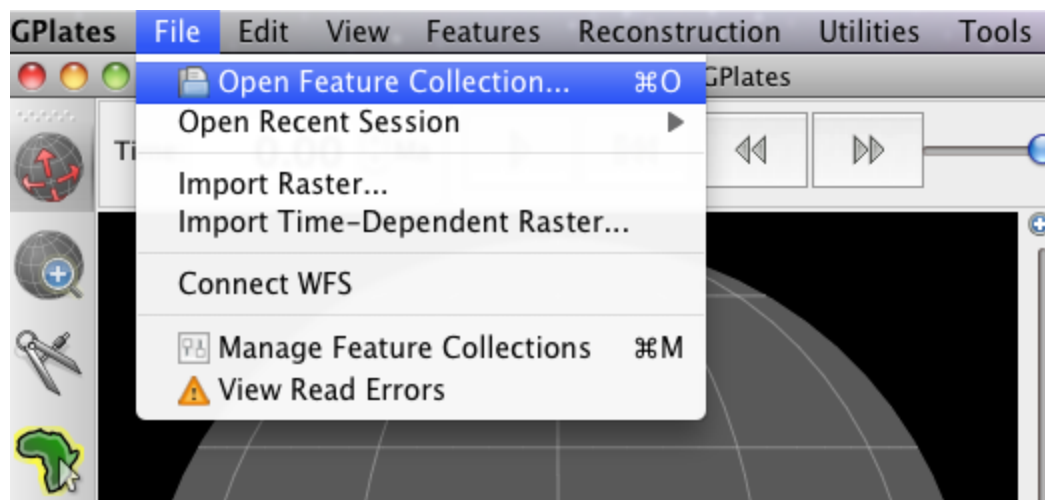 GPlates File Edit View Features Reconstruction Utilities Tools
Open Feature Collection... ⌘O
GPlates
Open Recent Session
Import Raster...
Import Time-Dependent Raster...
Connect WFS
Manage Feature Collections ⌘M
View Read Errors